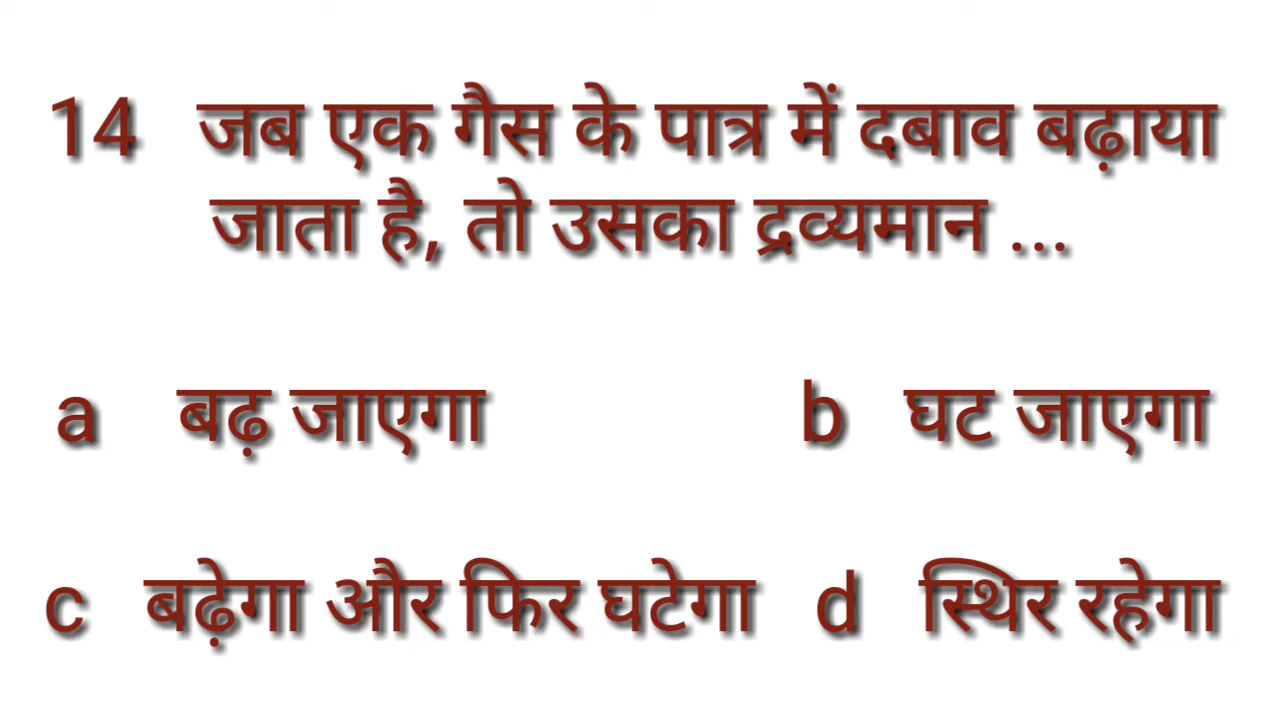 14 जब एक गैस के पात्र में दबाव बढ़ाया
जाता है, तो उसका द्रव्यमान ...
a बढ़ जाएगा b घट जाएगा
c बढ़ेगा और फिर घटेगा d स्थिर रहेगा